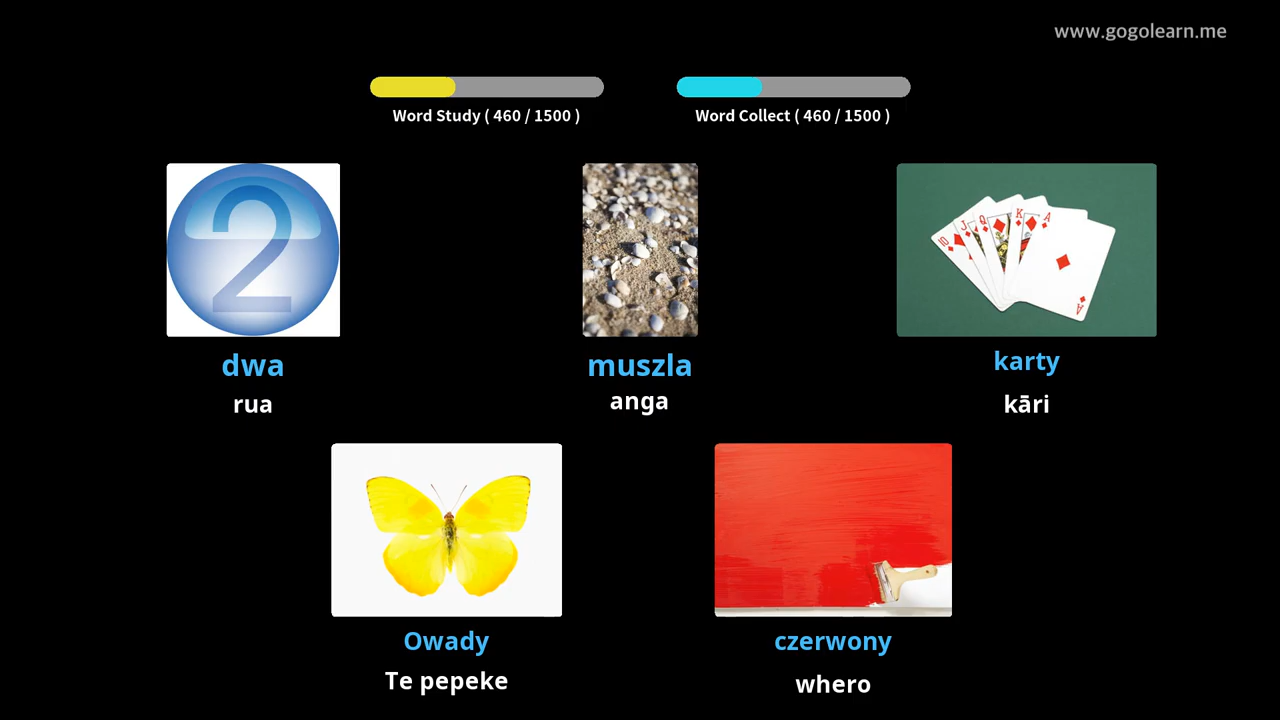 www.gogolearn.me
Word Study ( 460 / 1500 )
Word Collect ( 460 / 1500 )
2
10 J Q K A
A
dwa
rua
muszla
anga
karty
kāri
Owady
Te pepeke
czerwony
whero